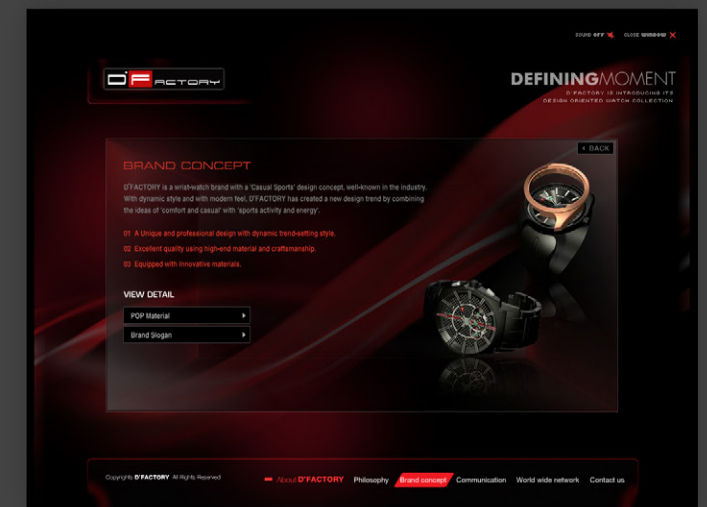 SOUND OFF CLOSE WINDOW
D'FACTORY
DEFININGMOMENT
D'FACTORY IS INTRODUCING ITS
DESIGN ORIENTED WATCH COLLECTION
BACK
BRAND CONCEPT
D'FACTORY is a wrist-watch brand with a 'Casual Sports' design concept, well-known in the industry.
With dynamic style and with modern feel, D'FACTORY has created a new design trend by combining
the ideas of 'comfort and casual' with 'sports activity and energy'.
01 A Unique and professional design with dynamic trend-setting style.
02 Excellent quality using high-end material and craftsmanship.
03 Equipped with Innovative materials.
VIEW DETAIL
POP Material
Brand Slogan
Copyrights D'FACTORY All Rights Reserved
About D'FACTORY Philosophy Brand concept Communication World wide network Contact us